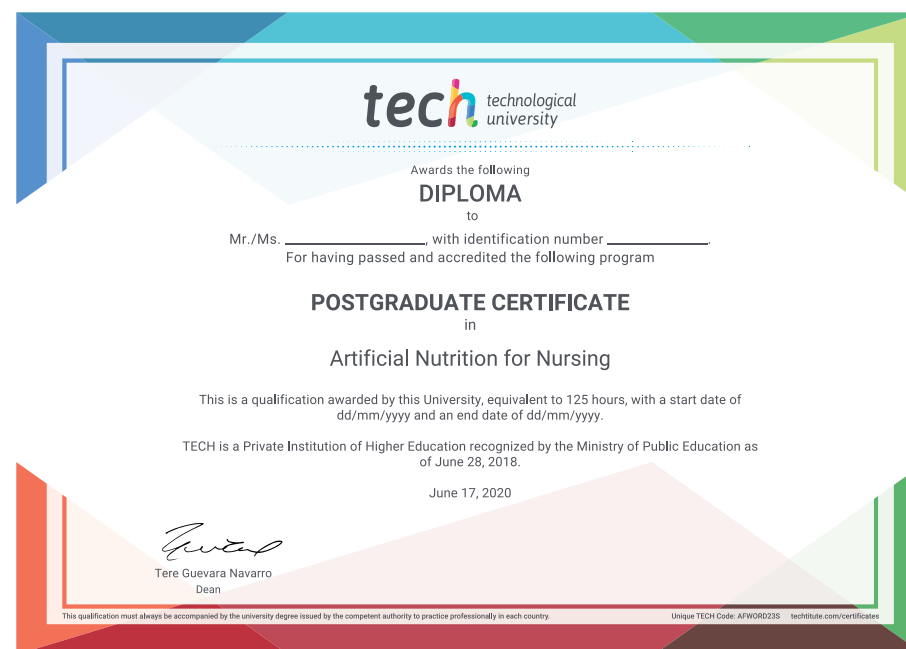 tech technological
university
Awards the following
DIPLOMA
to
Mr./Ms. ____________, with identification number ____________.
For having passed and accredited the following program
POSTGRADUATE CERTIFICATE
in
Artificial Nutrition for Nursing
This is a qualification awarded by this University, equivalent to 125 hours, with a start date of
dd/mm/yyyy and an end date of dd/mm/yyyy.
TECH is a Private Institution of Higher Education recognized by the Ministry of Public Education as
of June 28, 2018.
June 17, 2020
Tere Guevara Navarro
Dean
This qualification must always be accompanied by the university degree issued by the competent authority to practice professionally in each country.
Unique TECH Code: AFWORD23S techtitute.com/certificates